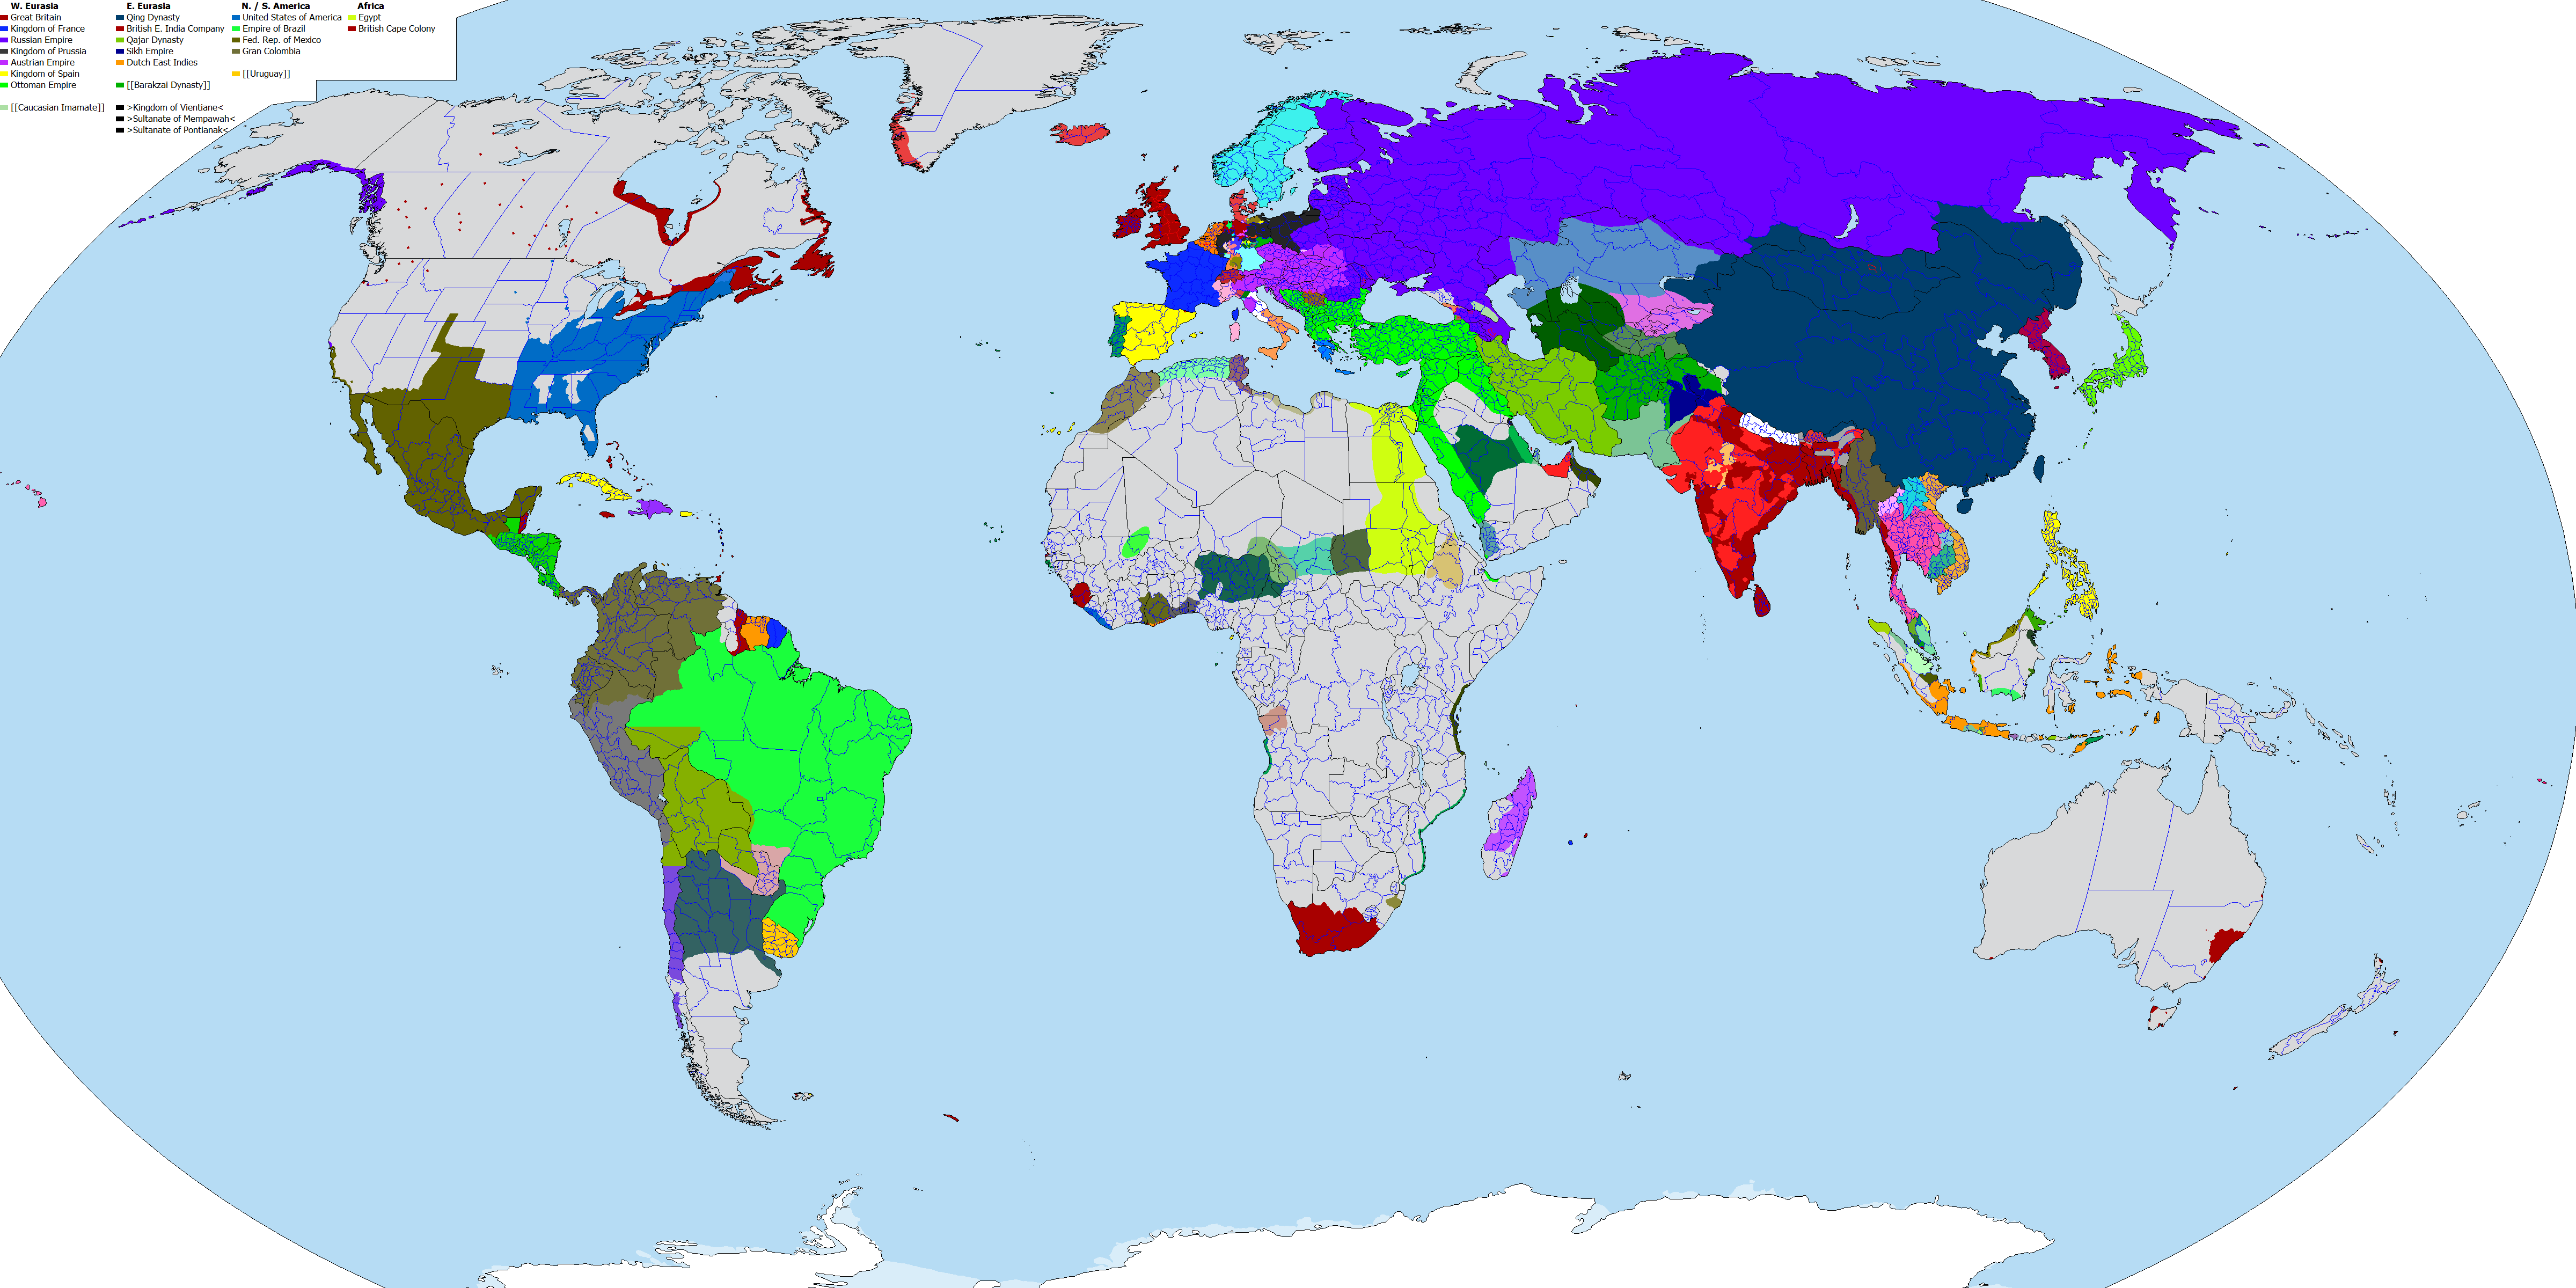 W. Eurasia
Great Britain
Kingdom of France
Russian Empire
Kingdom of Prussia
Austrian Empire
Kingdom of Spain
Ottoman Empire
[[Caucasian Imamate]]
E. Eurasia
Qing Dynasty
British E. India Company
Qajar Dynasty
Sikh Empire
Dutch East Indies
[[Barakzai Dynasty]]
>Kingdom of Vientiane<
>Sultanate of Mempawah<
>Sultanate of Pontianak<
N. / S. America
United States of America
Empire of Brazil
Fed. Rep. of Mexico
Gran Colombia
[[Uruguay]]
Africa
Egypt
British Cape Colony